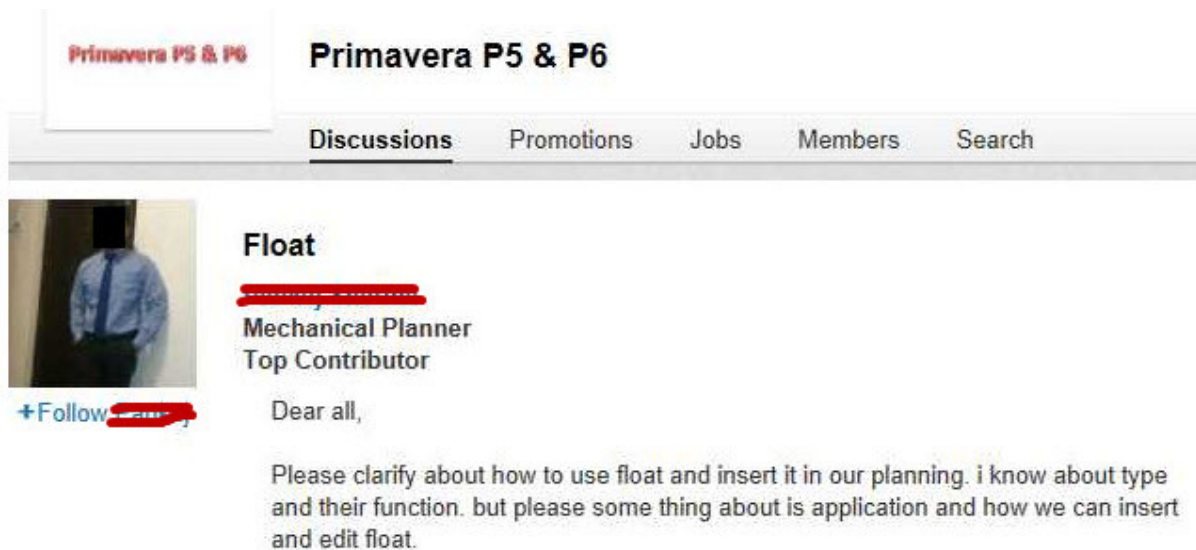 Primavera P5 & P6
Primavera P5 & P6
Discussions Promotions Jobs Members Search
Float
Mechanical Planner
Top Contributor
+Follow
Dear all,
Please clarify about how to use float and insert it in our planning. i know about type
and their function. but please some thing about is application and how we can insert
and edit float.